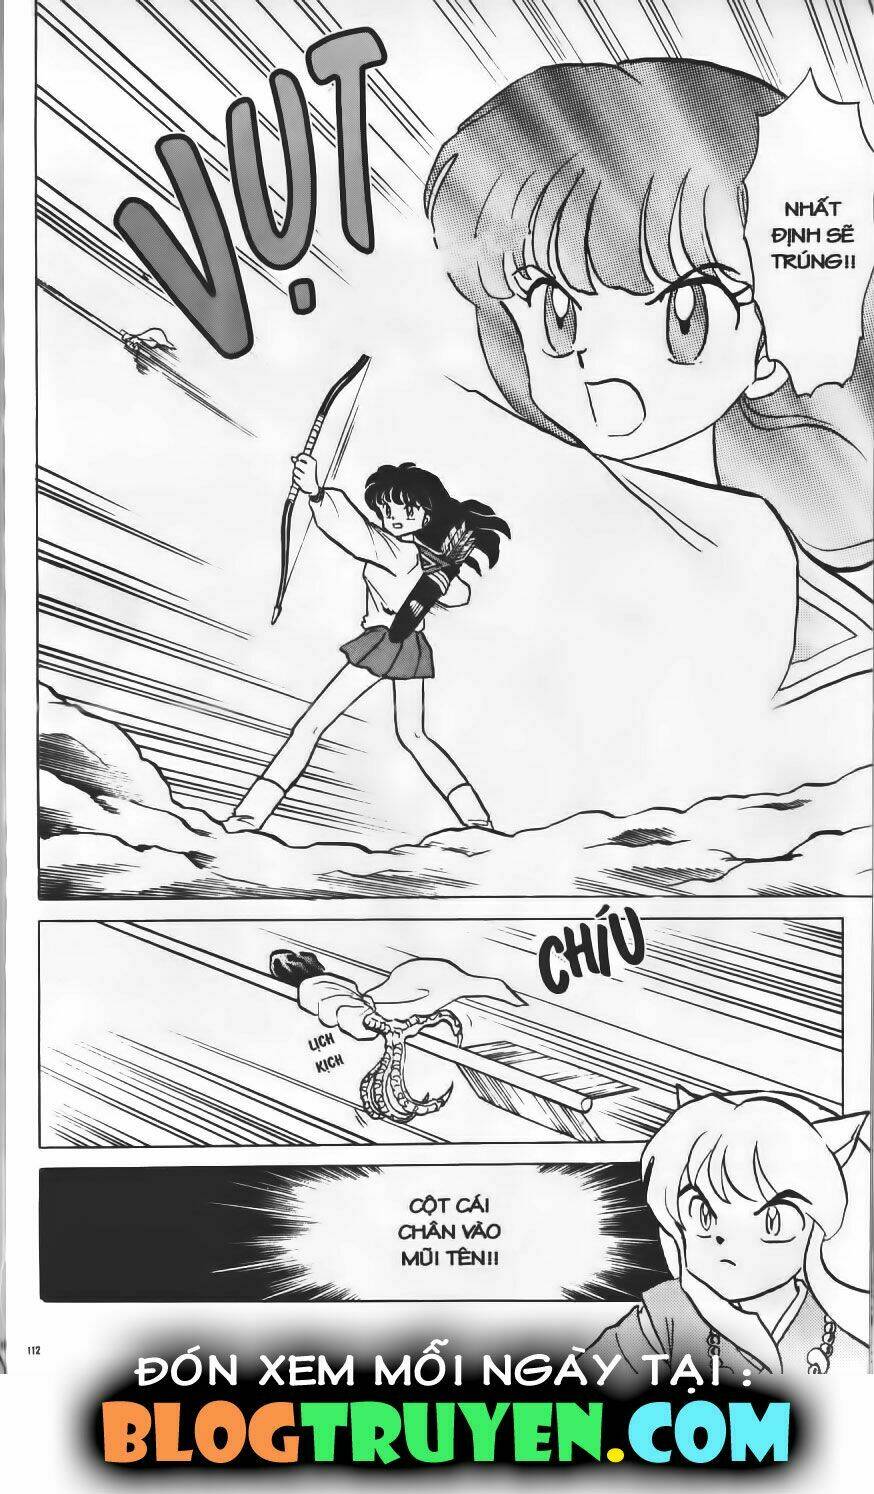 VỤT
NHẤT
ĐỊNH SẼ
TRÚNG!!
CHÍU
LỊCH
KỊCH
CỘT CÁI
CHÂN VÀO
MŨI TÊN!!
112
ĐÓN XEM MỖI NGÀY TẠI :
BLOGTRUYEN.COM